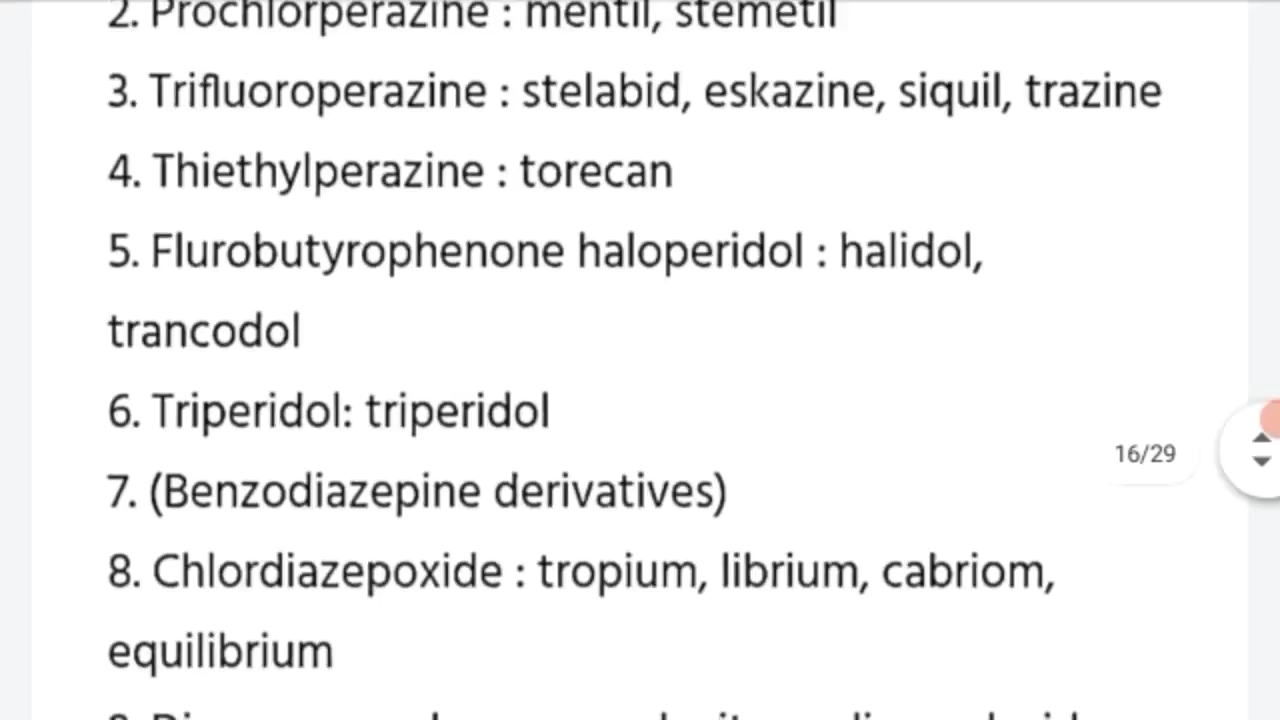 2. Prochlorperazine : mentil, stemetil
3. Trifluoroperazine : stelabid, eskazine, siquil, trazine
4. Thiethylperazine : torecan
5. Flurobutyrophenone haloperidol : halidol,
trancodol
6. Triperidol: triperidol
16/29
7. (Benzodiazepine derivatives)
8. Chlordiazepoxide : tropium, librium, cabriom,
equilibrium